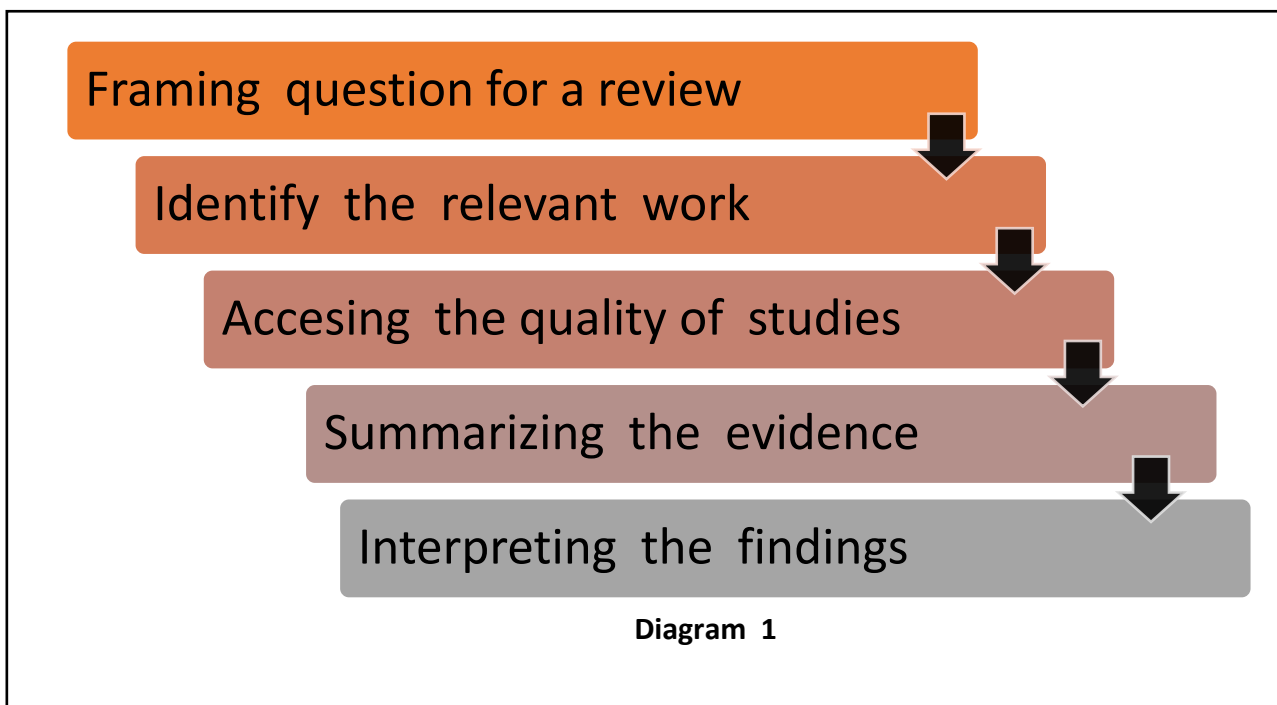 Framing question for a review
Identify the relevant work
Accesing the quality of studies
Summarizing the evidence
Interpreting the findings
Diagram 1